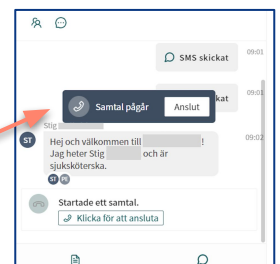 SMS skickat
09:01
kat
09:01
Samtal pågår
Anslut
Stig
ST
Hej och välkommen till !
Jag heter Stig och är
sjuksköterska.
09:02
ST PE
Startade ett samtal.
Klicka för att ansluta